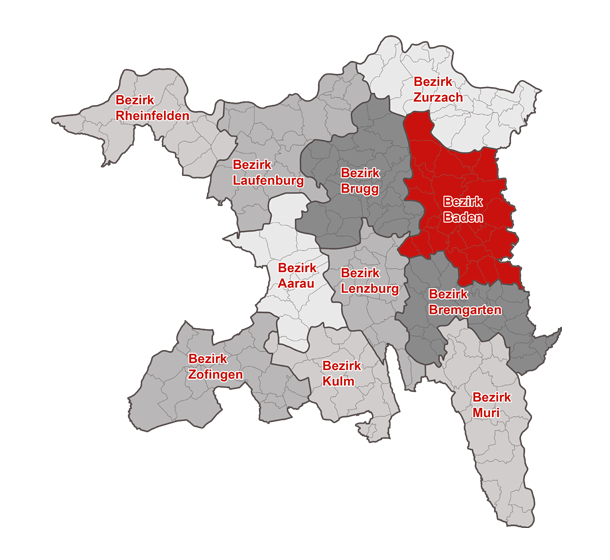 Bezirk
Zurzach
Bezirk
Rheinfelden
Bezirk
Laufenburg
Bezirk
Brugg
Bezirk
Baden
Bezirk
Aarau
Bezirk
Lenzburg
Bezirk
Bremgarten
Bezirk
Zofingen
Bezirk
Kulm
Bezirk
Muri